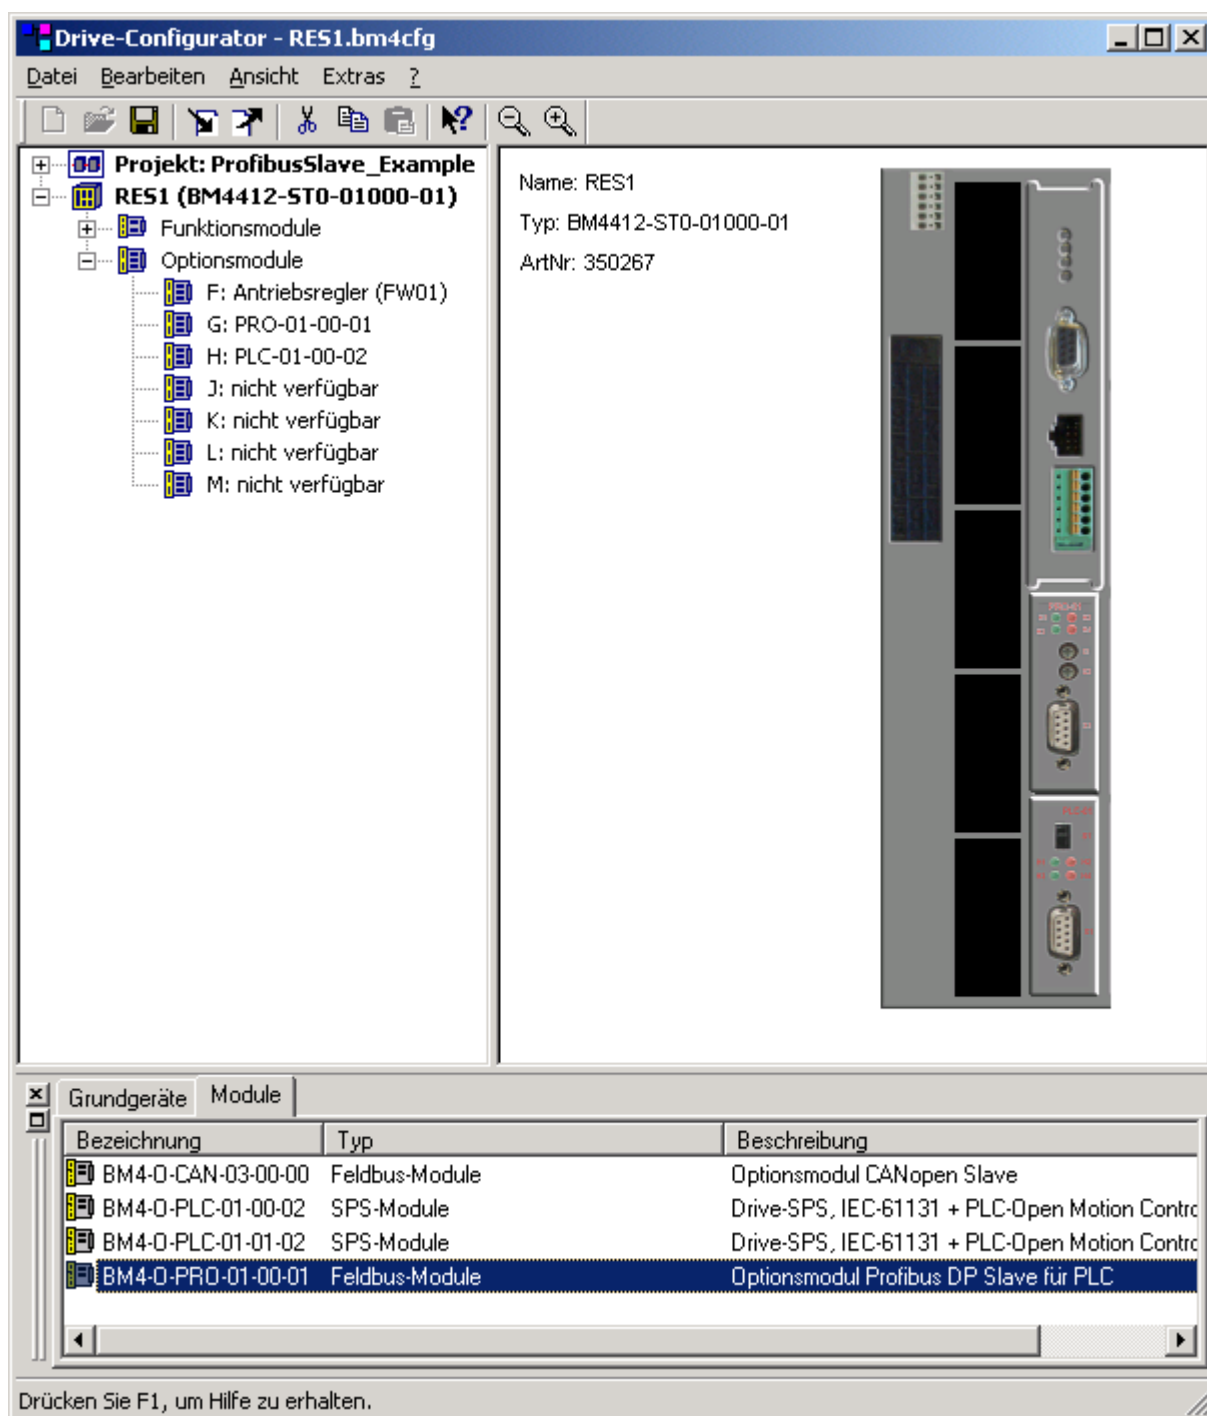 Drive-Configurator - RES1.bm4cfg
Datei Bearbeiten Ansicht Extras ?
Projekt: ProfibusSlave_Example
RES1 (BM4412-ST0-01000-01)
Funktionsmodule
Optionsmodule
F: Antriebsregler (FW01)
G: PRO-01-00-01
H: PLC-01-00-02
J: nicht verfügbar
K: nicht verfügbar
L: nicht verfügbar
M: nicht verfügbar
Name: RES1
Typ: BM4412-ST0-01000-01
ArtNr: 350267
PRO-01
PLC-01
Grundgeräte Module
Bezeichnung Typ Beschreibung
BM4-O-CAN-03-00-00 Feldbus-Module Optionsmodul CANopen Slave
BM4-O-PLC-01-00-02 SPS-Module Drive-SPS, IEC-61131 + PLC-Open Motion Contro
BM4-O-PLC-01-01-02 SPS-Module Drive-SPS, IEC-61131 + PLC-Open Motion Contro
BM4-O-PRO-01-00-01 Feldbus-Module Optionsmodul Profibus DP Slave für PLC
Drücken Sie F1, um Hilfe zu erhalten.